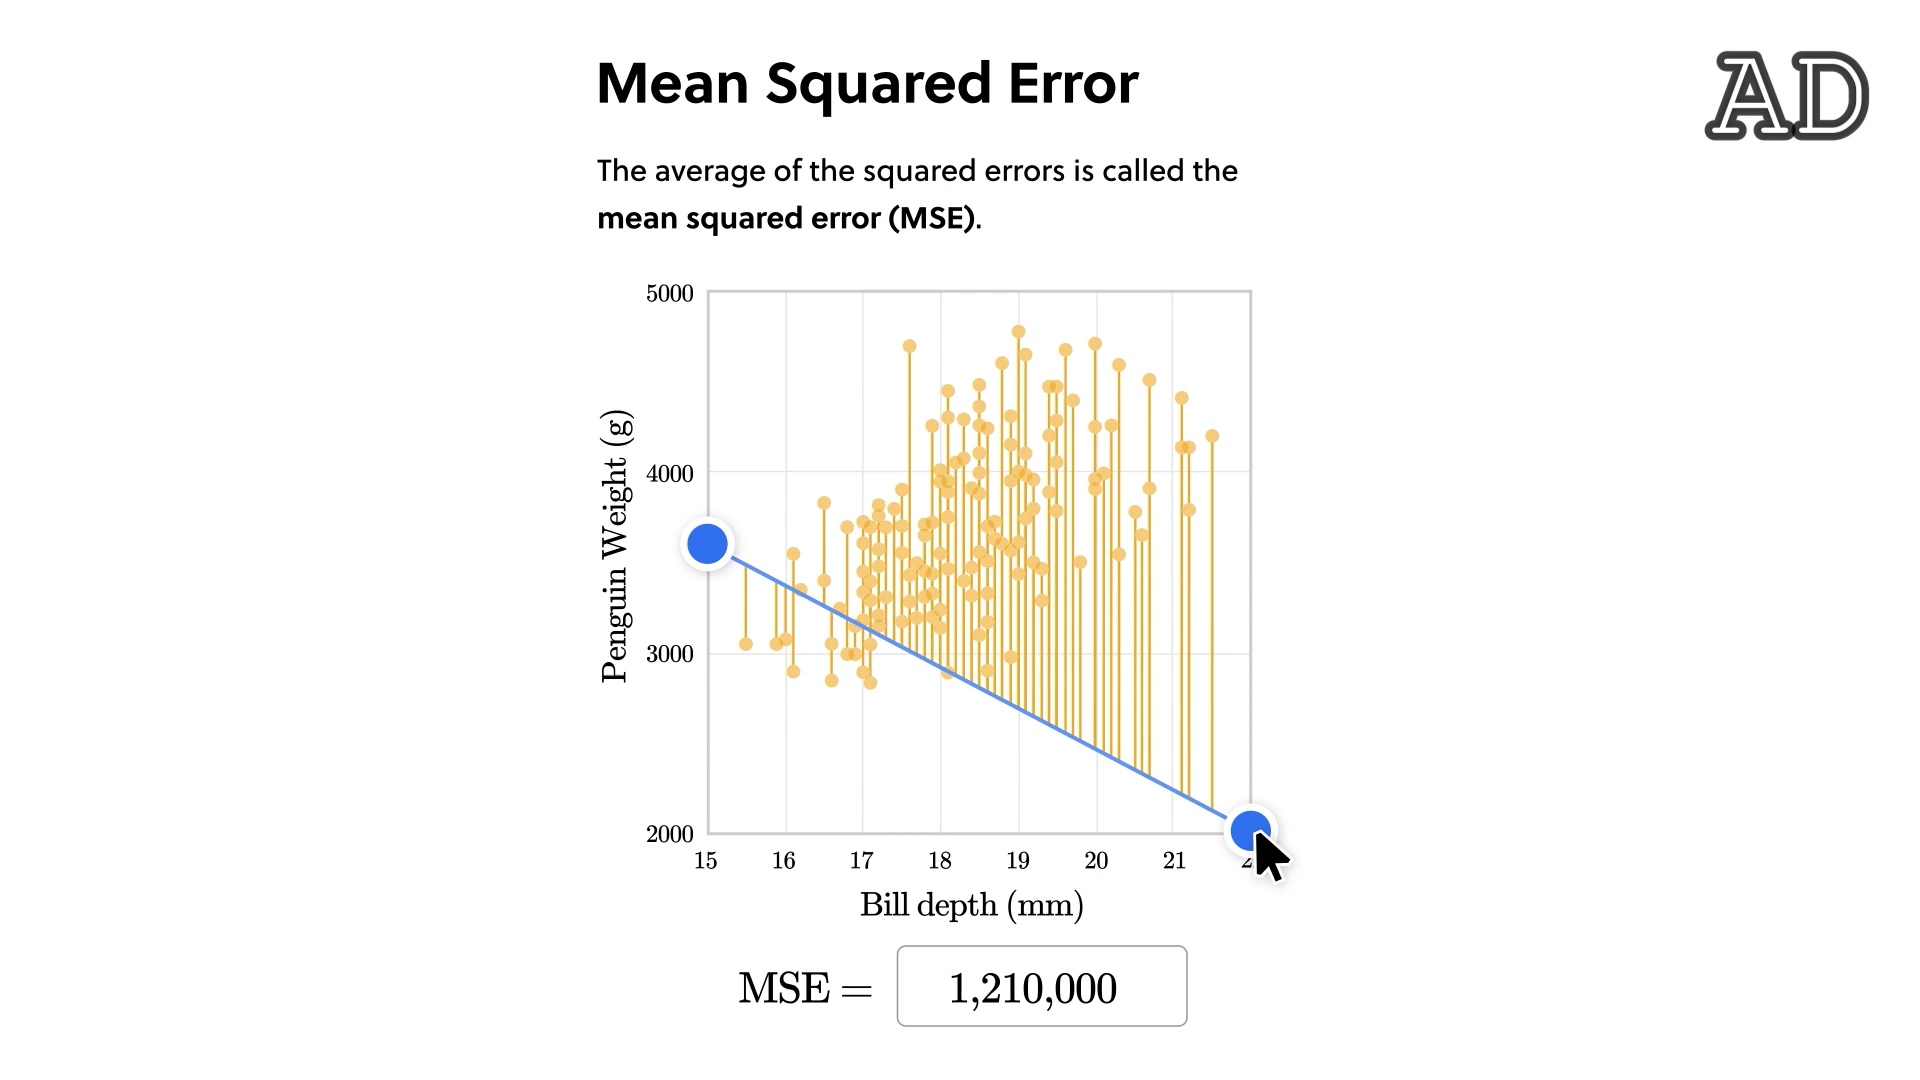 Mean Squared Error
AD
The average of the squared errors is called the
mean squared error (MSE).
5000
4000
3000
2000
Penguin Weight (g)
15 16 17 18 19 20 21
Bill depth (mm)
MSE = 1,210,000